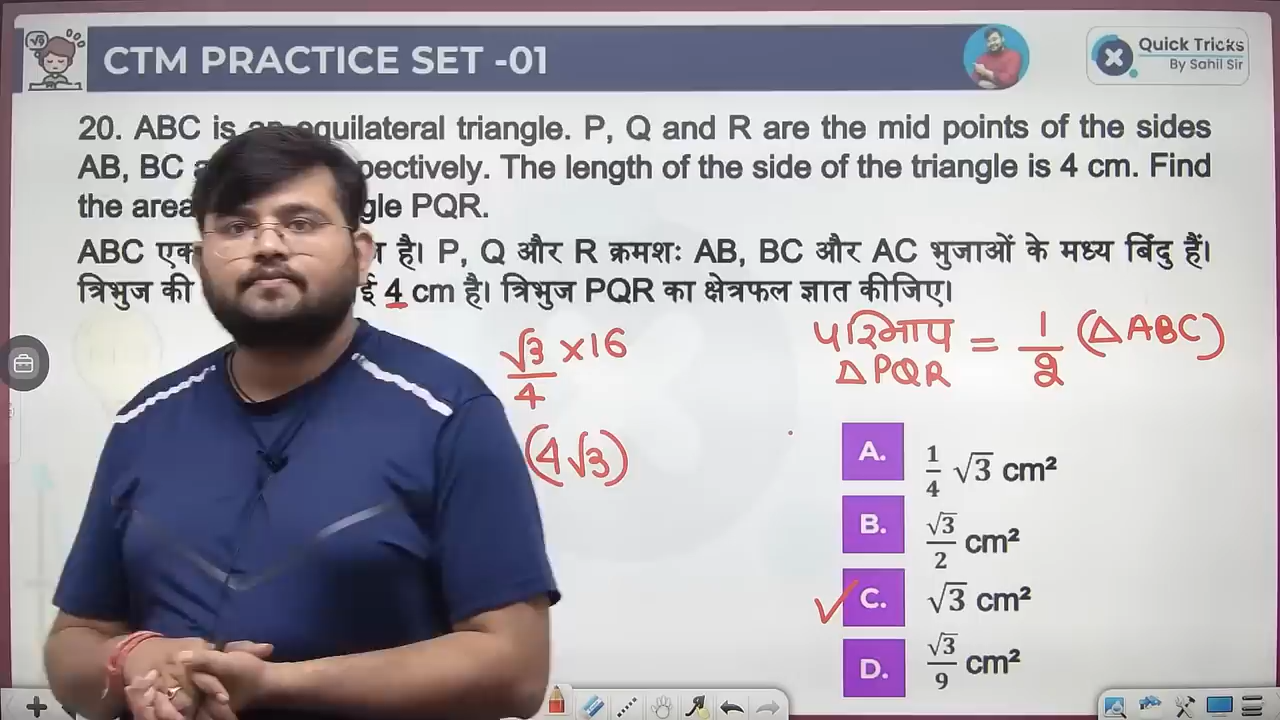 CTM PRACTICE SET -01
Quick Tricks
By Sahil Sir
20. ABC is an equilateral triangle. P, Q and R are the mid points of the sides
AB, BC respectively. The length of the side of the triangle is 4 cm. Find
the area PQR.
ABC एक है। P, Q और R क्रमशः AB, BC और AC भुजाओं के मध्य बिंदु हैं।
त्रिभुज की 4 cm है। त्रिभुज PQR का क्षेत्रफल ज्ञात कीजिए।
√3/4 ×16
(4√3)
परिमाप ΔPQR = 1/2 (ΔABC)
A. 1/4 √3 cm²
B. √3/2 cm²
C. √3 cm²
D. √3/9 cm²